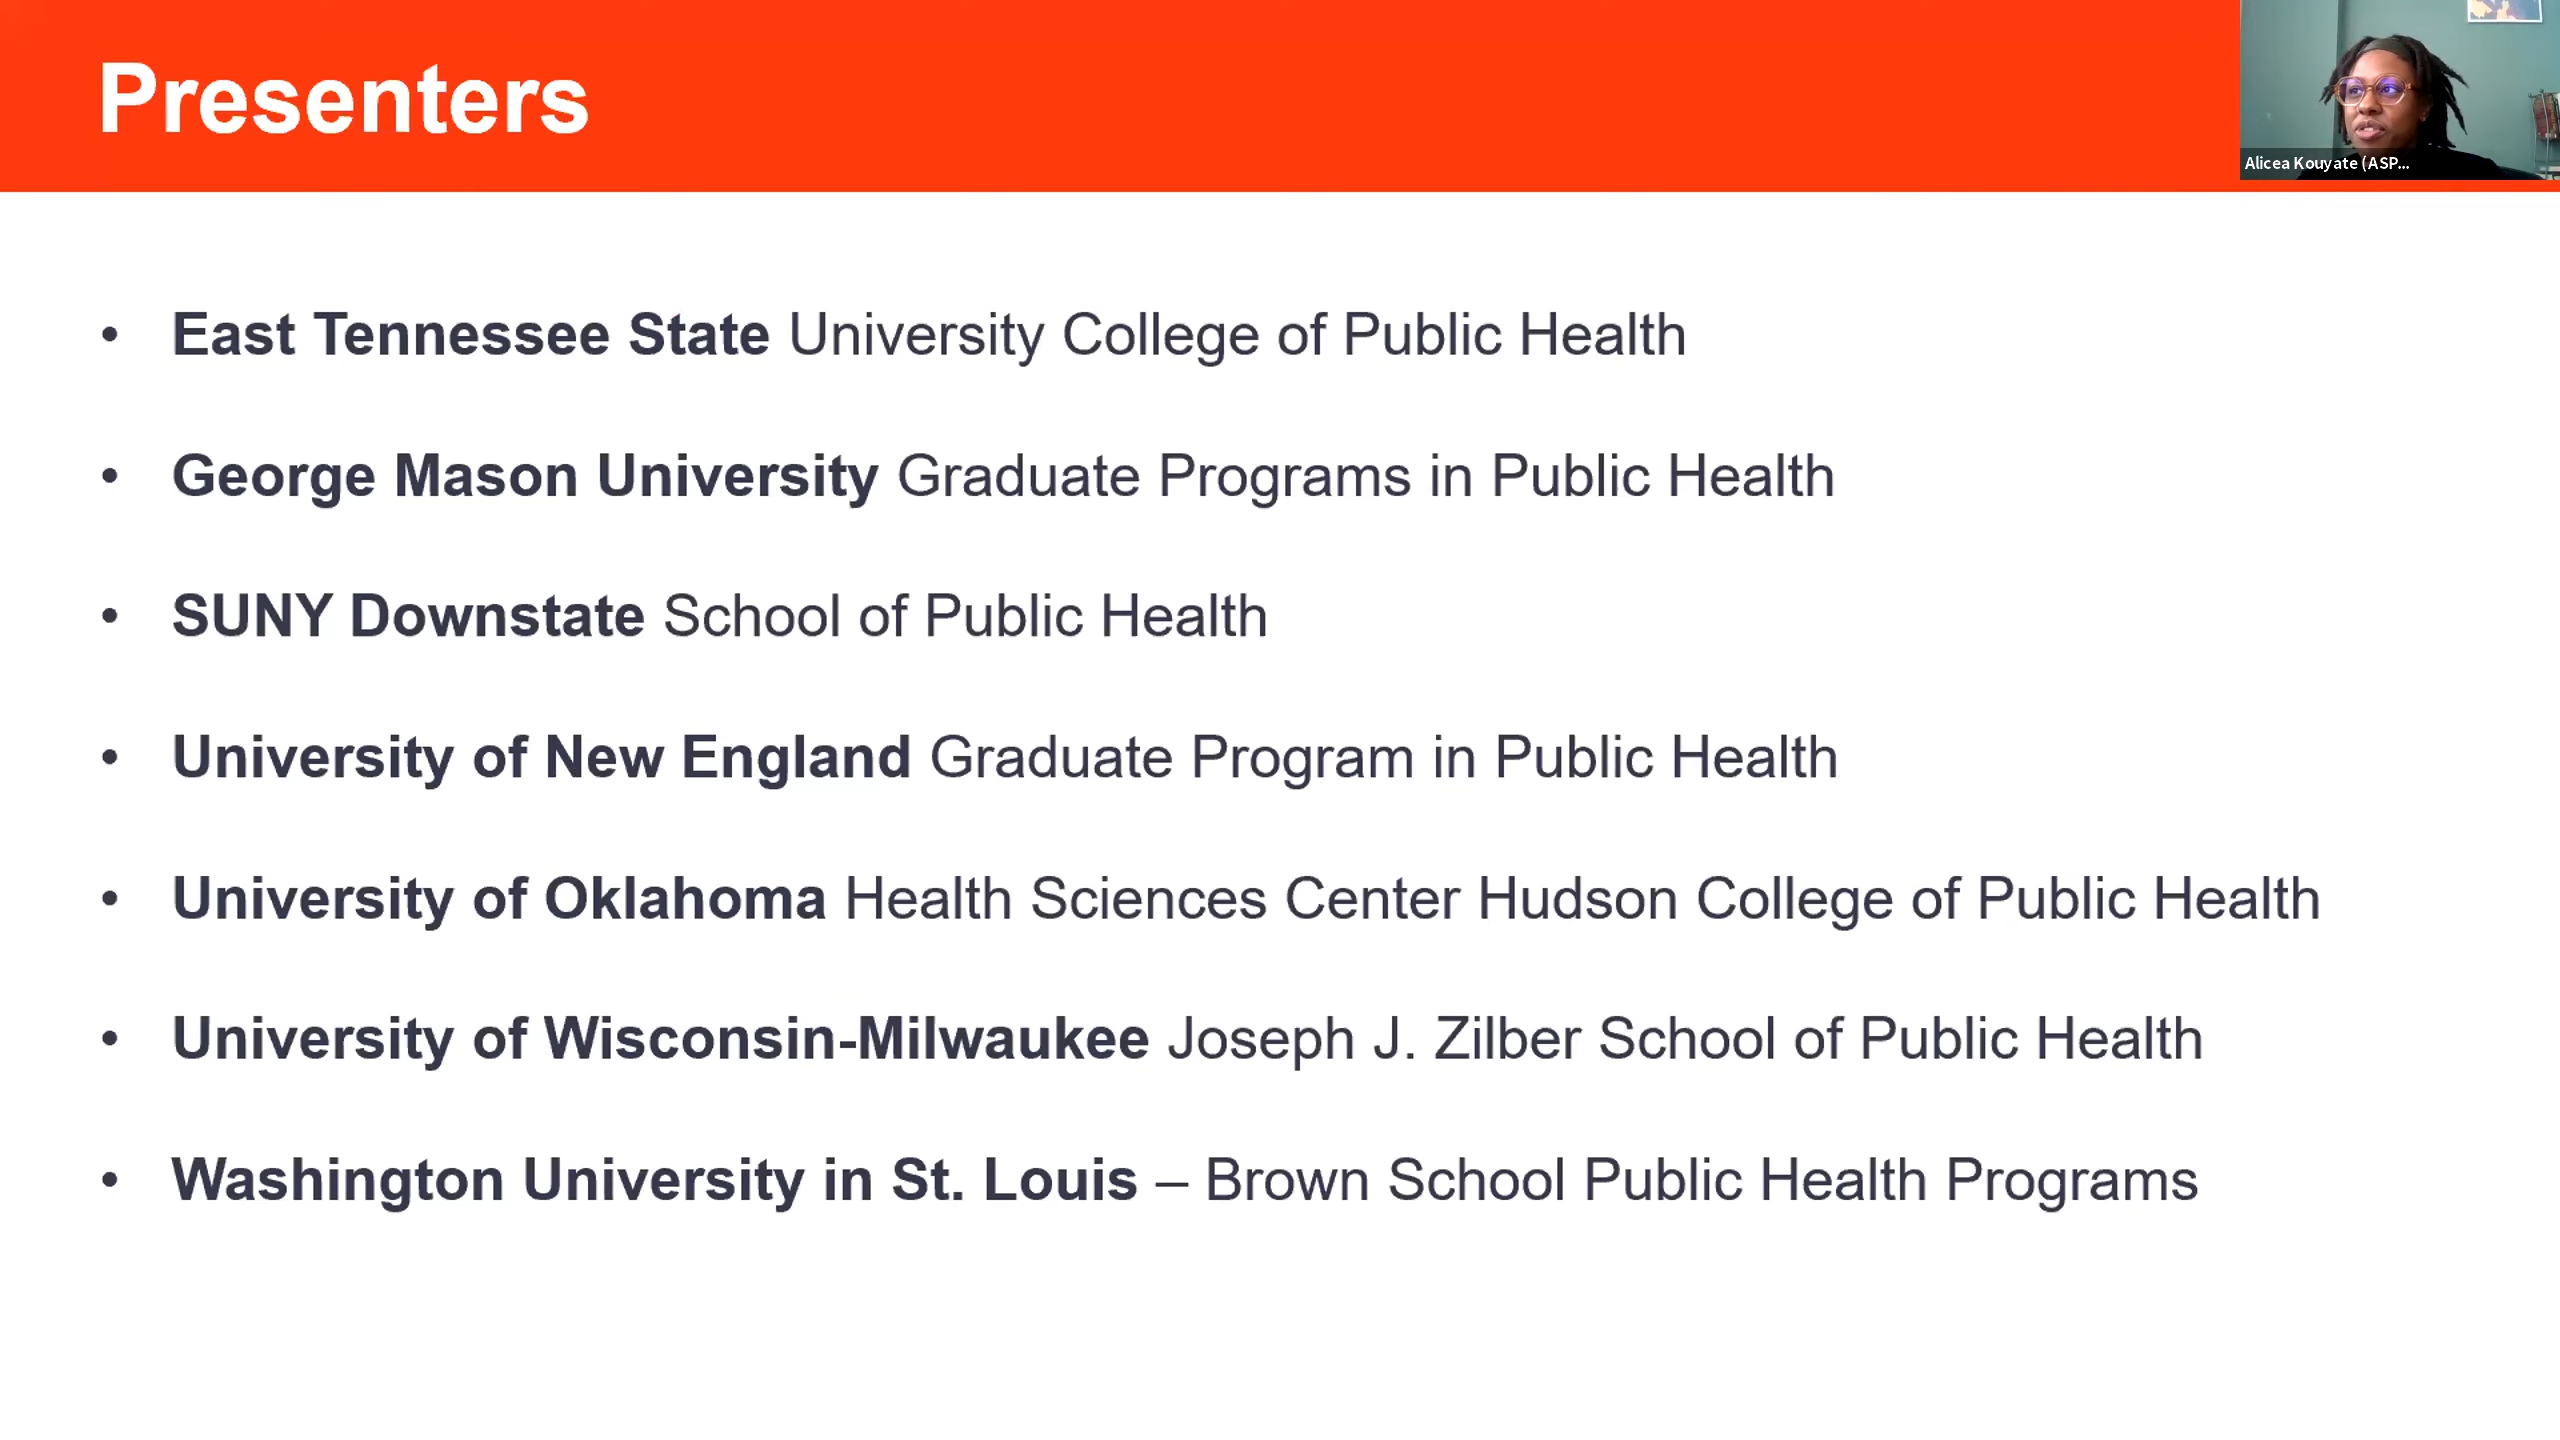 Presenters
Alicea Kouyate (ASP...
• East Tennessee State University College of Public Health
• George Mason University Graduate Programs in Public Health
• SUNY Downstate School of Public Health
• University of New England Graduate Program in Public Health
• University of Oklahoma Health Sciences Center Hudson College of Public Health
• University of Wisconsin-Milwaukee Joseph J. Zilber School of Public Health
• Washington University in St. Louis – Brown School Public Health Programs